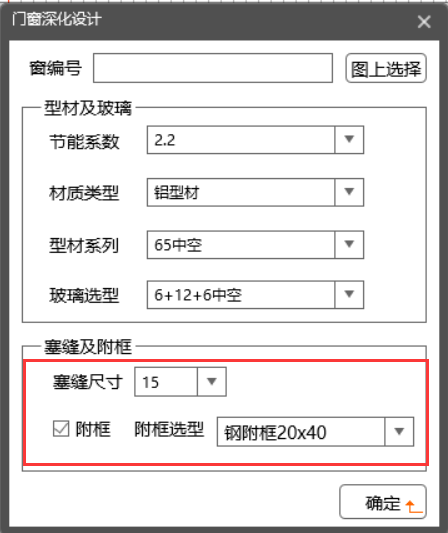 门窗深化设计
窗编号 图上选择
型材及玻璃
节能系数 2.2
材质类型 铝型材
型材系列 65中空
玻璃选型 6+12+6中空
塞缝及附框
塞缝尺寸 15
附框 附框选型 钢附框20x40
确定